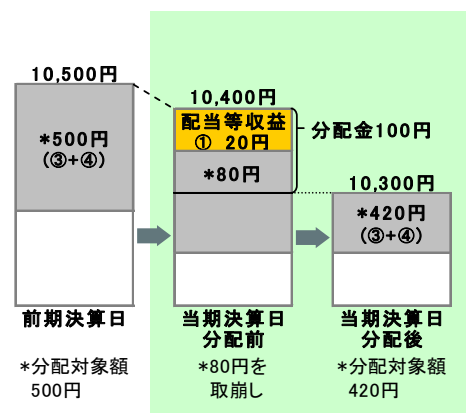 10,500円
*500円
(③+④)
前期決算日
*分配対象額
500円
10,400円
配当等収益
① 20円
*80円
分配金100円
当期決算日
分配前
*80円を
取崩し
10,300円
*420円
(③+④)
当期決算日
分配後
*分配対象額
420円